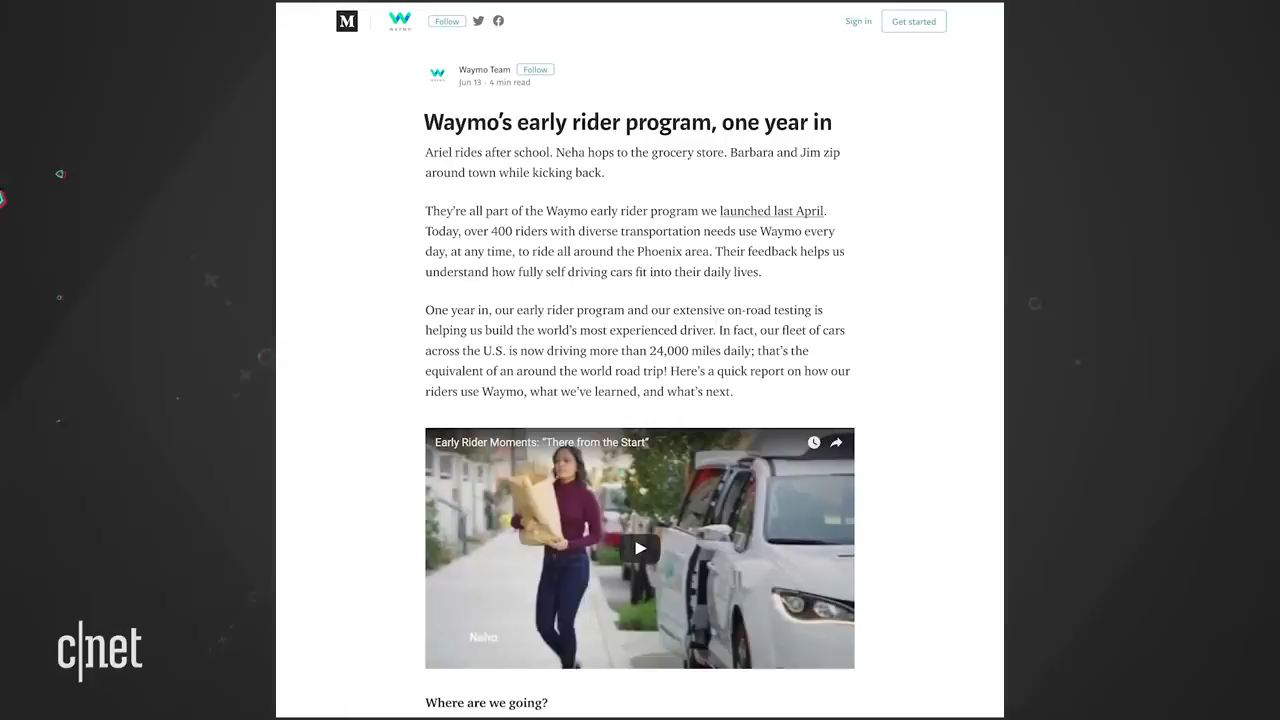 M
WAYMO
Follow
Sign in
Get started
Waymo Team
Follow
Jun 13 · 4 min read
Waymo's early rider program, one year in
Ariel rides after school. Neha hops to the grocery store. Barbara and Jim zip
around town while kicking back.
They're all part of the Waymo early rider program we launched last April.
Today, over 400 riders with diverse transportation needs use Waymo every
day, at any time, to ride all around the Phoenix area. Their feedback helps us
understand how fully self driving cars fit into their daily lives.
One year in, our early rider program and our extensive on-road testing is
helping us build the world's most experienced driver. In fact, our fleet of cars
across the U.S. is now driving more than 24,000 miles daily; that's the
equivalent of an around the world road trip! Here's a quick report on how our
riders use Waymo, what we've learned, and what's next.
Early Rider Moments: "There from the Start"
Neha
c|net
Where are we going?